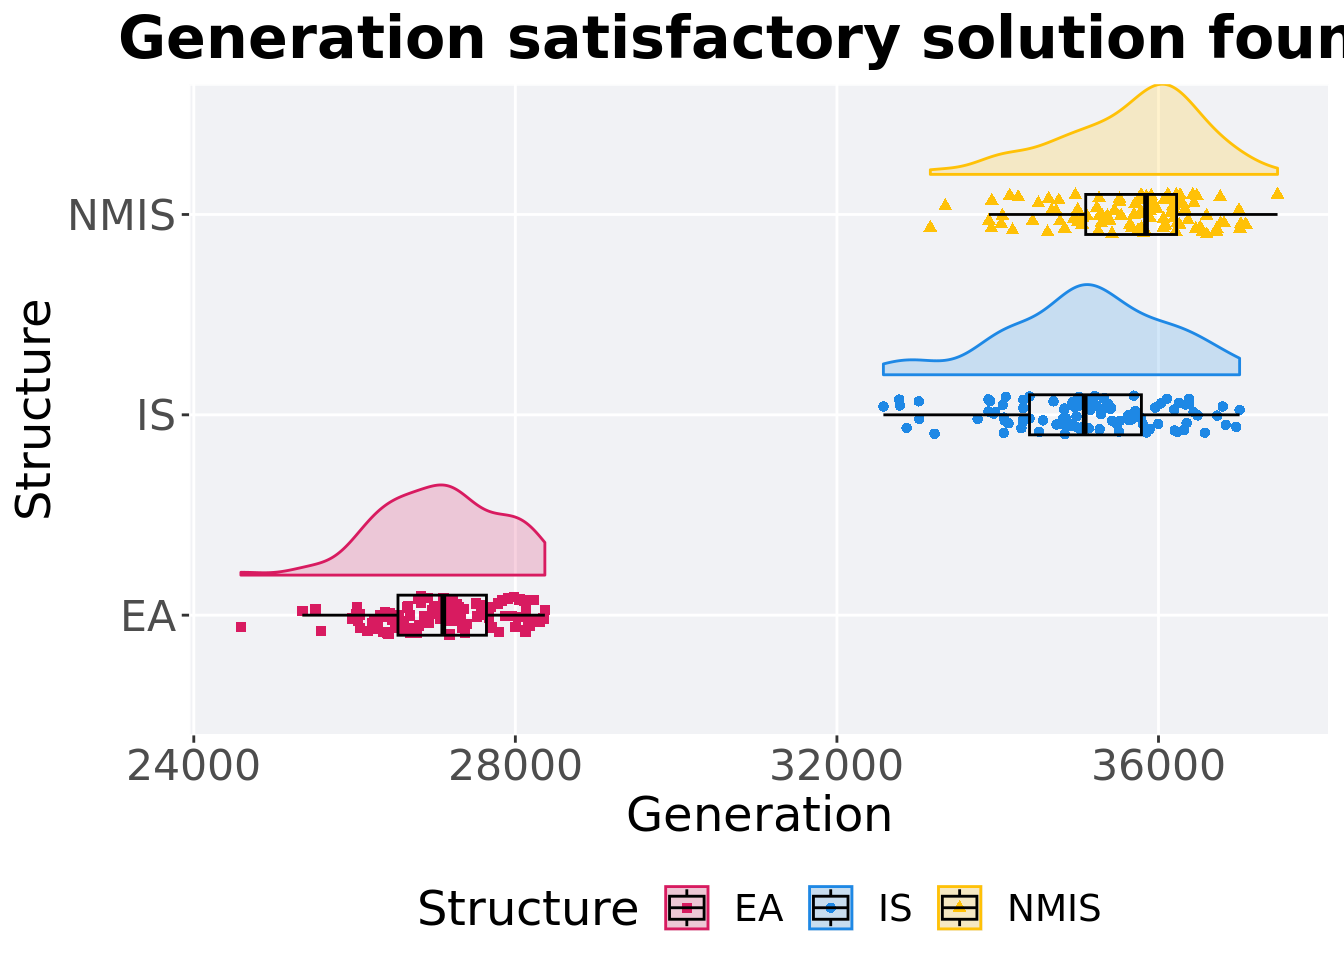 Generation satisfactory solution foun
NMIS
IS
EA
Structure
24000 28000 32000 36000
Generation
Structure EA IS NMIS